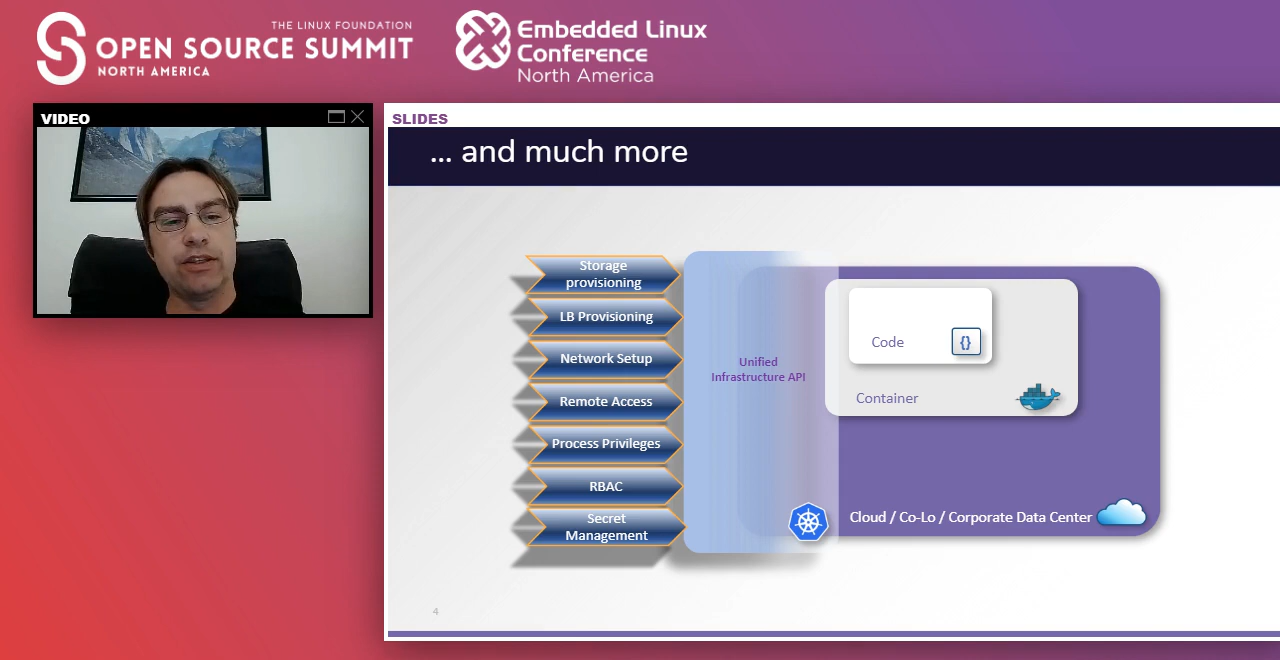 THE LINUX FOUNDATION
OPEN SOURCE SUMMIT
NORTH AMERICA
Embedded Linux
Conference
North America
VIDEO
SLIDES
... and much more
Storage
provisioning
LB Provisioning
Network Setup
Remote Access
Process Privileges
RBAC
Secret
Management
Unified
Infrastructure API
Code
{}
Container
Cloud / Co-Lo / Corporate Data Center
4